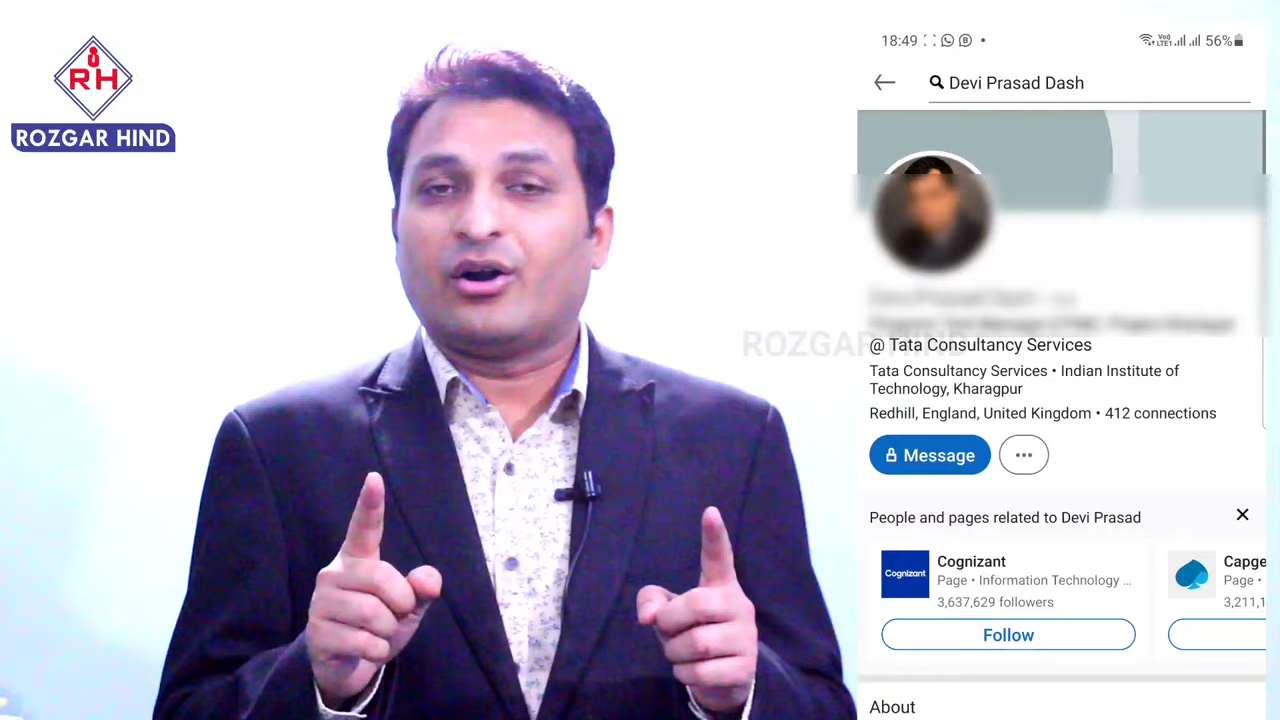 RH
ROZGAR HIND
18:49
56%
Devi Prasad Dash
ROZGAR HIND
@ Tata Consultancy Services
Tata Consultancy Services • Indian Institute of
Technology, Kharagpur
Redhill, England, United Kingdom • 412 connections
Message
People and pages related to Devi Prasad
Cognizant
Cognizant
Page • Information Technology ...
3,637,629 followers
Follow
Capge
Page •
3,211,1
About